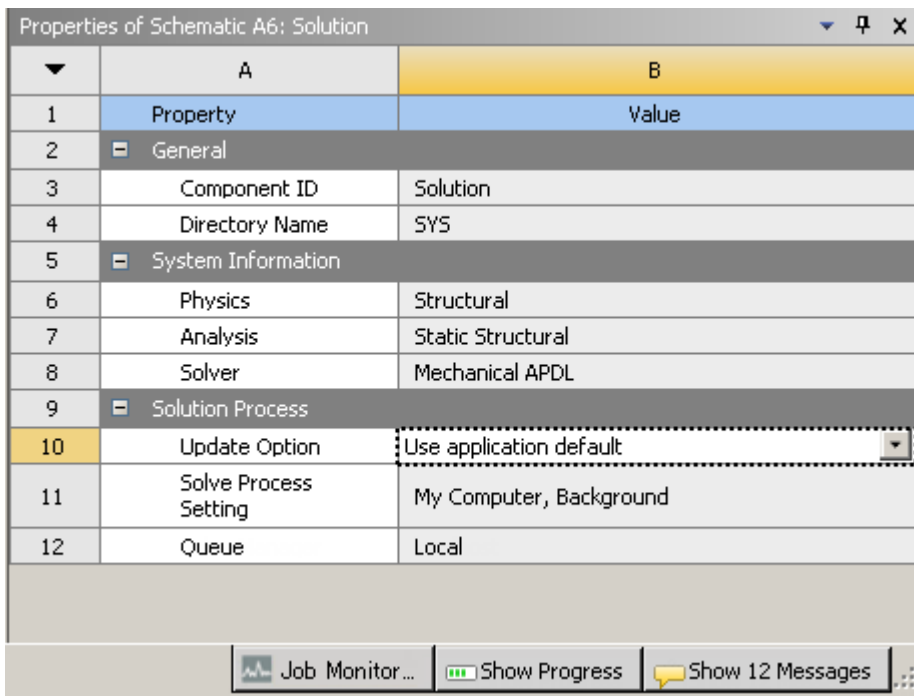 Properties of Schematic A6: Solution
A B
1 Property Value
2 General
3 Component ID Solution
4 Directory Name SYS
5 System Information
6 Physics Structural
7 Analysis Static Structural
8 Solver Mechanical APDL
9 Solution Process
10 Update Option Use application default
11 Solve Process Setting My Computer, Background
12 Queue Local
Job Monitor... Show Progress Show 12 Messages